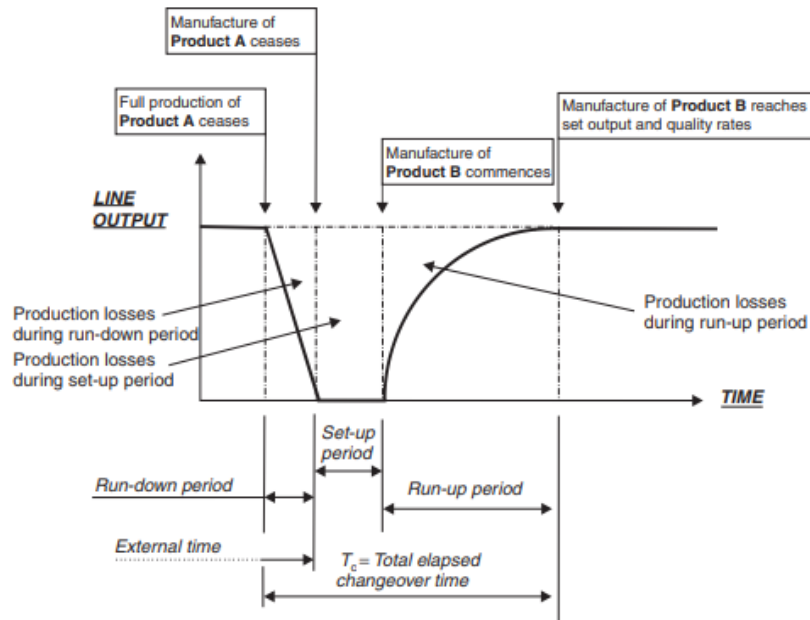 Manufacture of
Product A ceases
Full production of
Product A ceases
Manufacture of Product B reaches
set output and quality rates
Manufacture of
Product B commences
LINE
OUTPUT
Production losses
during run-down period
Production losses
during set-up period
Production losses
during run-up period
TIME
Set-up
period
Run-down period
Run-up period
External time
Tc = Total elapsed
changeover time